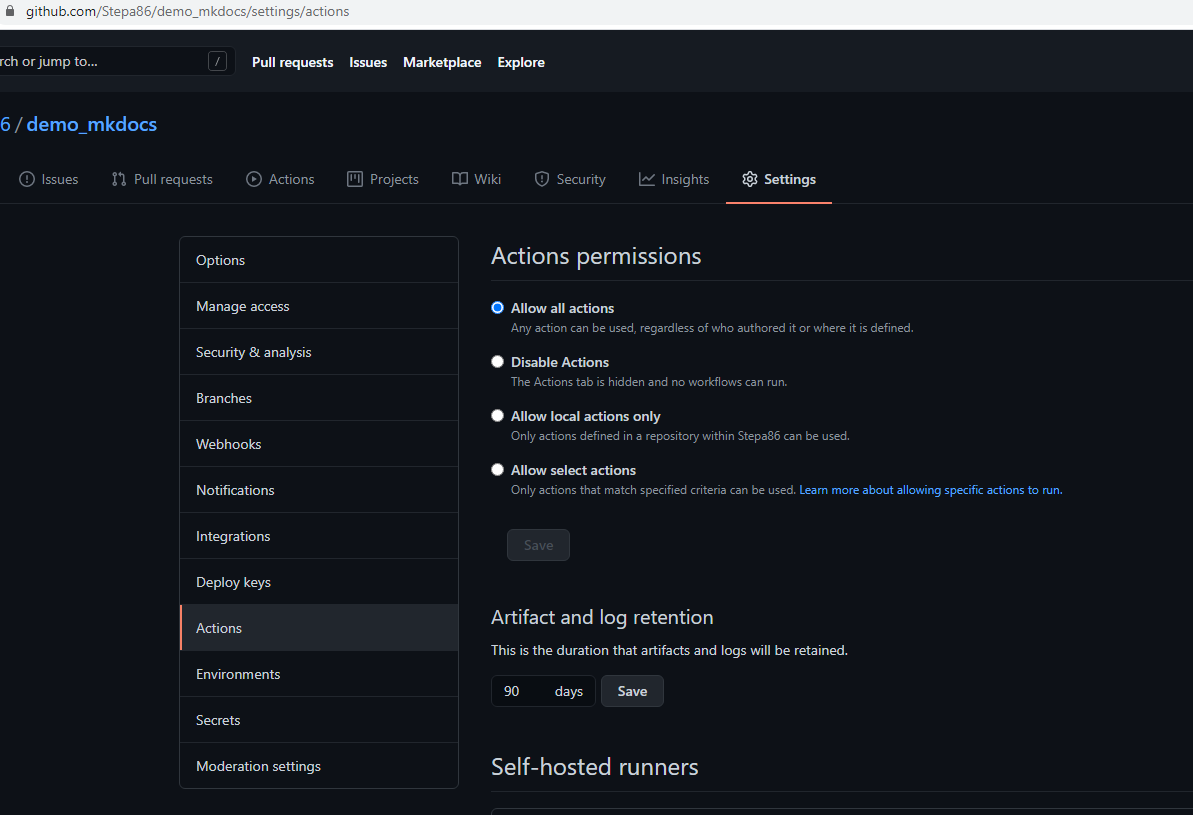 github.com/Stepa86/demo_mkdocs/settings/actions
rch or jump to... /
Pull requests Issues Marketplace Explore
6 / demo_mkdocs
Issues Pull requests Actions Projects Wiki Security Insights Settings
Options
Manage access
Security & analysis
Branches
Webhooks
Notifications
Integrations
Deploy keys
Actions
Environments
Secrets
Moderation settings
Actions permissions
Allow all actions
Any action can be used, regardless of who authored it or where it is defined.
Disable Actions
The Actions tab is hidden and no workflows can run.
Allow local actions only
Only actions defined in a repository within Stepa86 can be used.
Allow select actions
Only actions that match specified criteria can be used. Learn more about allowing specific actions to run.
Save
Artifact and log retention
This is the duration that artifacts and logs will be retained.
90 days Save
Self-hosted runners